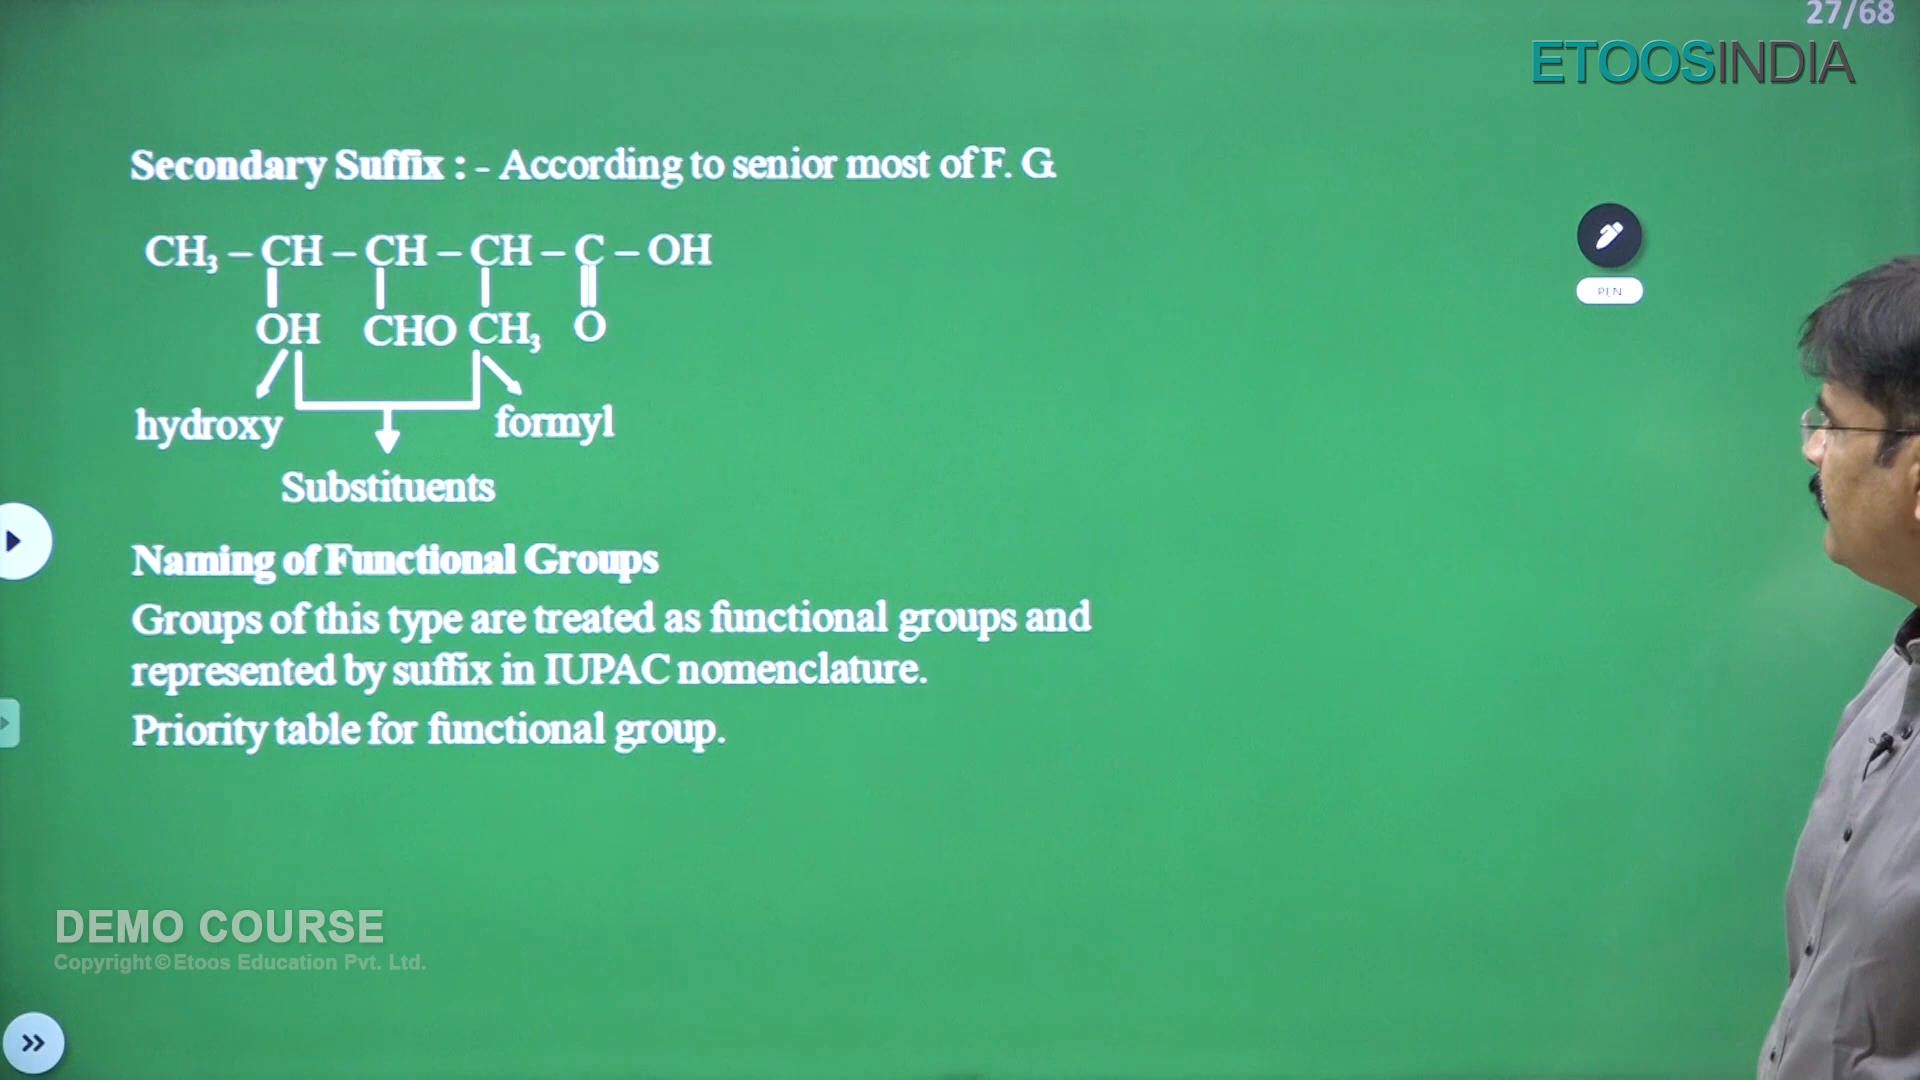 27/68
ETOOSINDIA
Secondary Suffix : - According to senior most of F. G.
CH₃ – CH – CH – CH – C – OH
OH CHO CH₃ O
PEN
hydroxy formyl
Substituents
Naming of Functional Groups
Groups of this type are treated as functional groups and
represented by suffix in IUPAC nomenclature.
Priority table for functional group.
DEMO COURSE
Copyright © Etoos Education Pvt. Ltd.